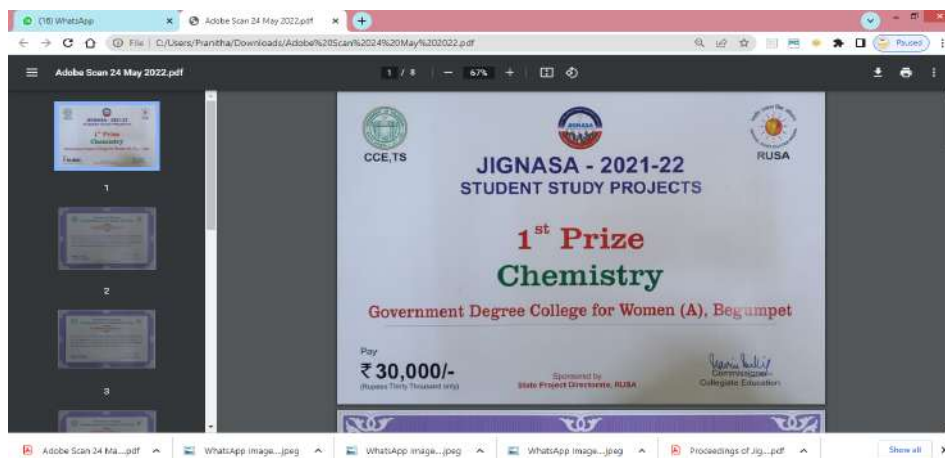 (16) WhatsApp
Adobe Scan 24 May 2022.pdf
File | C:/Users/Pranitha/Downloads/Adobe%20Scan%2024%20May%202022.pdf
Paused
Adobe Scan 24 May 2022.pdf
1 / 8
67%
1
2
3
CCE,TS
RUSA
JIGNASA - 2021-22
STUDENT STUDY PROJECTS
1st Prize
Chemistry
Government Degree College for Women (A), Begumpet
Pay
₹ 30,000/-
(Rupees Thirty Thousand only)
Sponsored by
State Project Directorate, RUSA
Commissioner
Collegiate Education
Adobe Scan 24 Ma....pdf
WhatsApp Image....jpeg
WhatsApp Image....jpeg
WhatsApp Image....jpeg
Proceedings of Jig....pdf
Show all